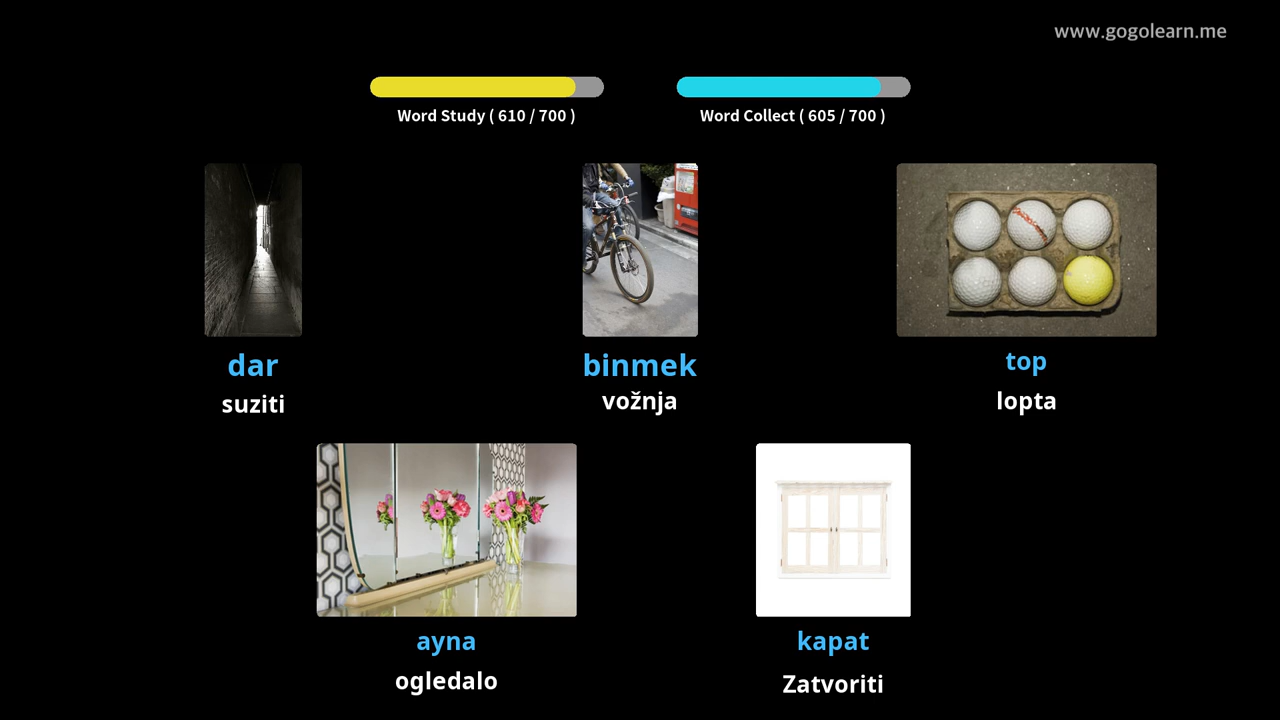 www.gogolearn.me
Word Study ( 610 / 700 )
Word Collect ( 605 / 700 )
dar
suziti
binmek
vožnja
top
lopta
ayna
ogledalo
kapat
Zatvoriti